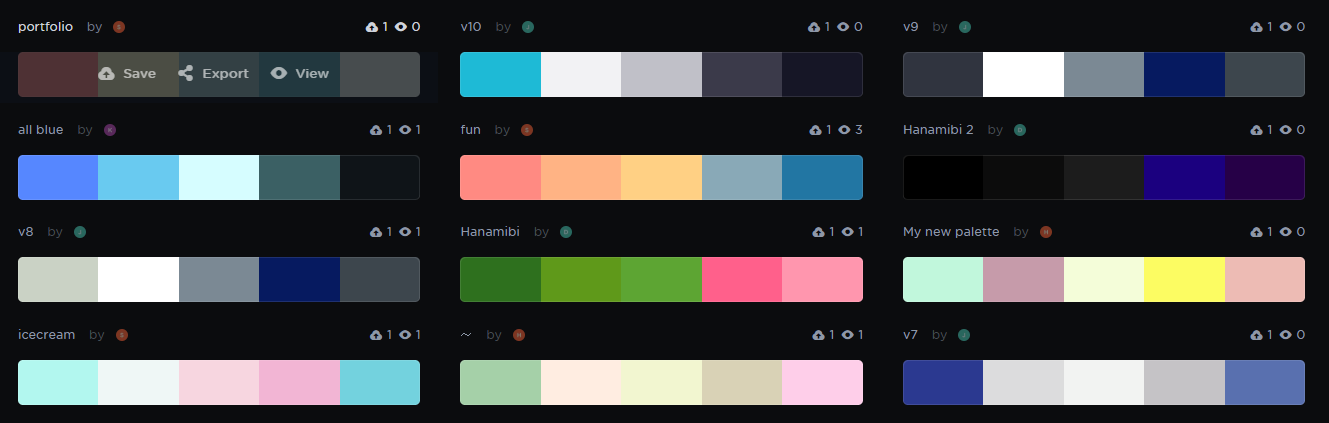 portfolio by S 1 0
v10 by J 1 0
v9 by J 1 0
Save Export View
all blue by K 1 1
fun by S 1 3
Hanamibi 2 by D 1 0
v8 by J 1 1
Hanamibi by D 1 1
My new palette by H 1 0
icecream by S 1 1
~ by H 1 1
v7 by J 1 0